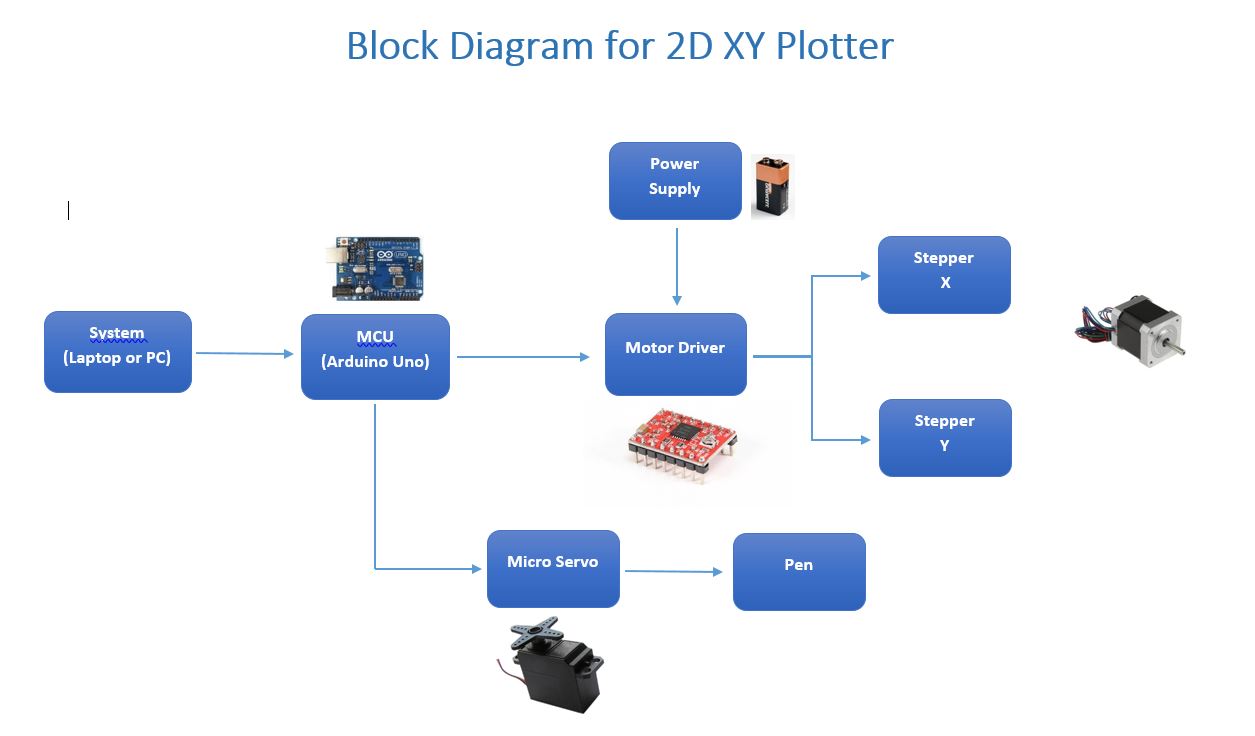 Block Diagram for 2D XY Plotter
Power
Supply
System
(Laptop or PC)
MCU
(Arduino Uno)
Motor Driver
Stepper
X
Stepper
Y
Micro Servo
Pen